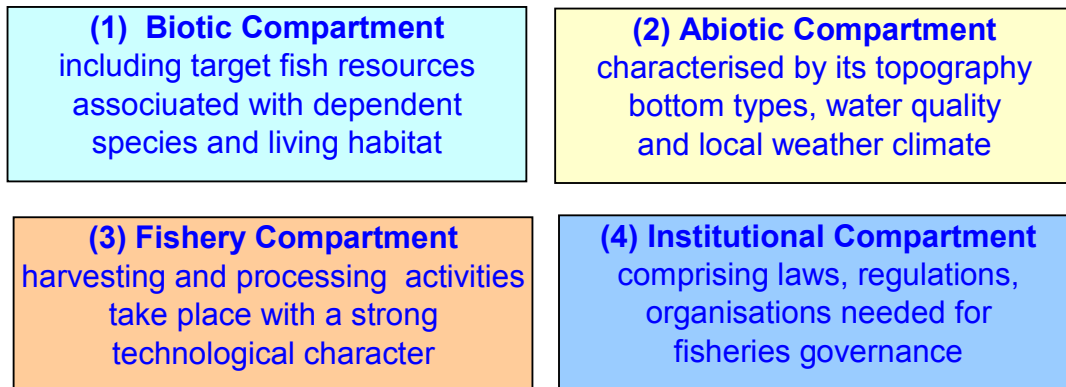 (1) Biotic Compartment
including target fish resources
associuated with dependent
species and living habitat
(2) Abiotic Compartment
characterised by its topography
bottom types, water quality
and local weather climate
(3) Fishery Compartment
harvesting and processing activities
take place with a strong
technological character
(4) Institutional Compartment
comprising laws, regulations,
organisations needed for
fisheries governance